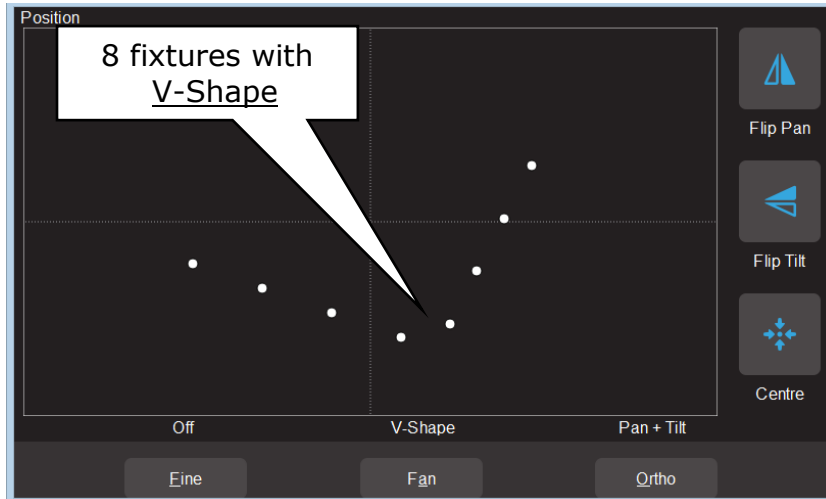 Position
8 fixtures with
V-Shape
Flip Pan
Flip Tilt
Centre
Off V-Shape Pan + Tilt
Fine Fan Ortho